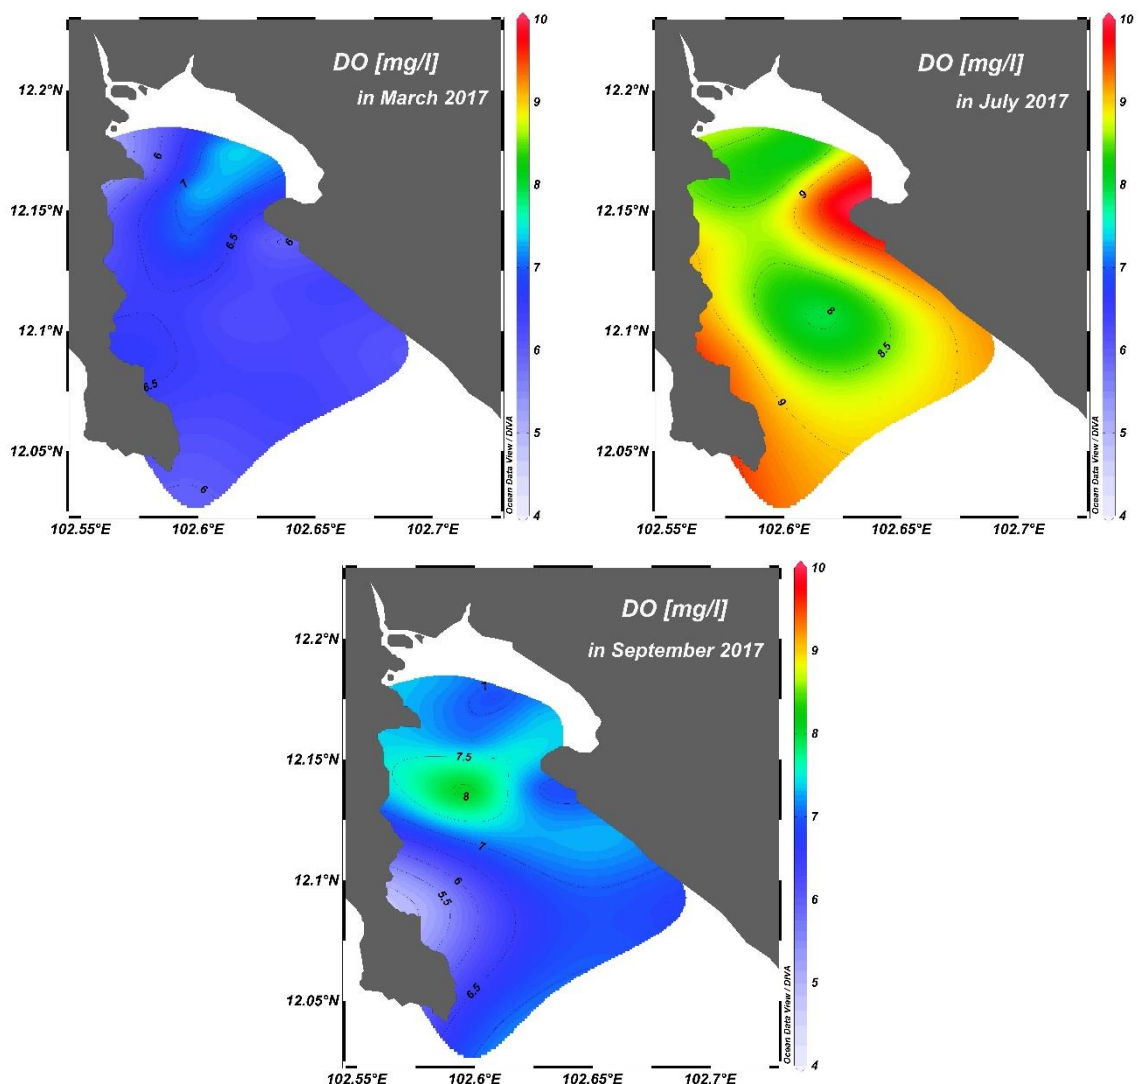 DO [mg/l]
in March 2017
12.2°N
12.15°N
12.1°N
12.05°N
102.55°E
102.6°E
102.65°E
102.7°E
6
7
6.5
6
6.5
6
10
9
8
7
6
5
4
Ocean Data View / DIVA
DO [mg/l]
in July 2017
12.2°N
12.15°N
12.1°N
12.05°N
102.55°E
102.6°E
102.65°E
102.7°E
9
8
8.5
9
10
9
8
7
6
5
4
Ocean Data View / DIVA
DO [mg/l]
in September 2017
12.2°N
12.15°N
12.1°N
12.05°N
102.55°E
102.6°E
102.65°E
102.7°E
7
7.5
8
7
6
5.5
6.5
10
9
8
7
6
5
4
Ocean Data View / DIVA